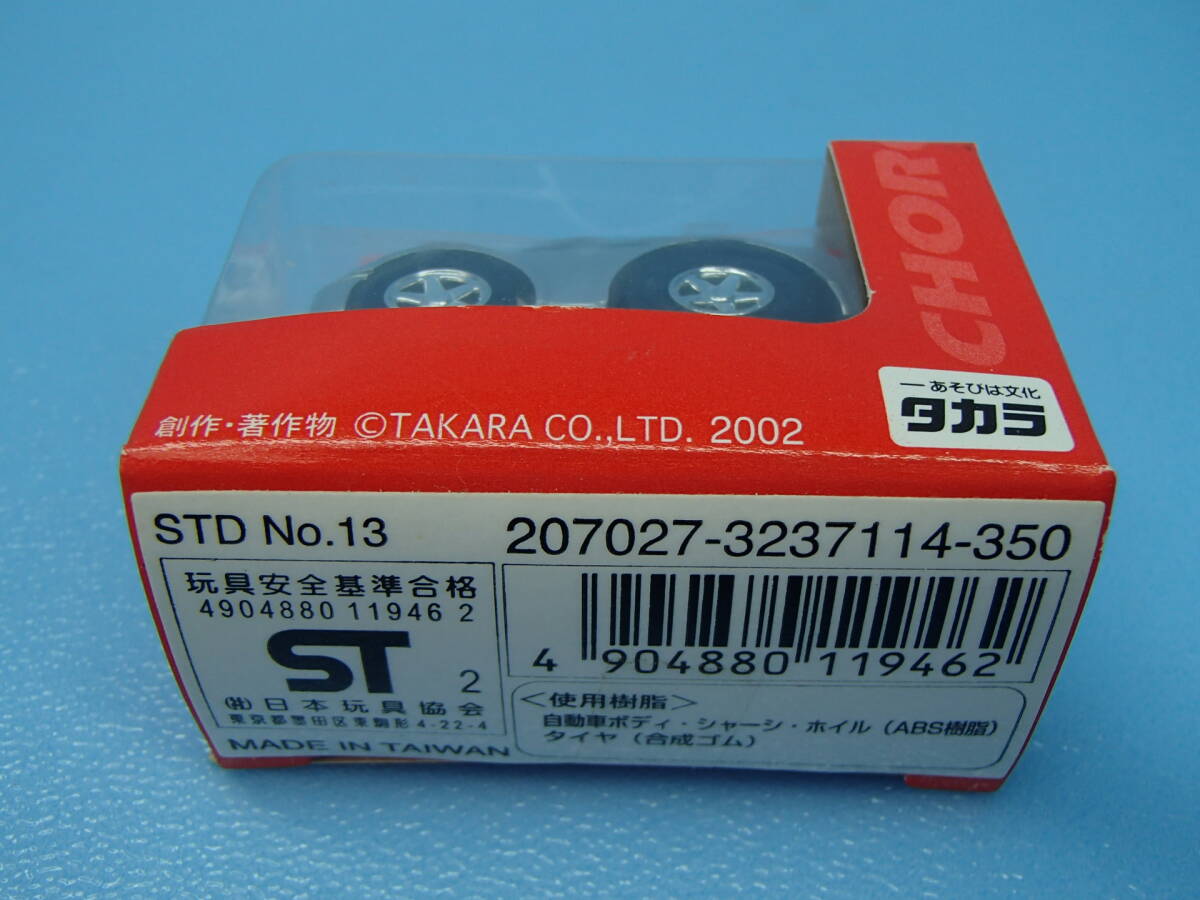 CHOR
一あそびは文化
タカラ
創作・著作物 ©TAKARA CO.,LTD. 2002
STD No.13
207027-3237114-350
玩具安全基準合格
4904880 11946 2
ST 2
(社)日本玩具協会
東京都墨田区東駒形4-22-4
MADE IN TAIWAN
4 904880 119462
<使用樹脂>
自動車ボディ・シャーシ・ホイル(ABS樹脂)
タイヤ(合成ゴム)